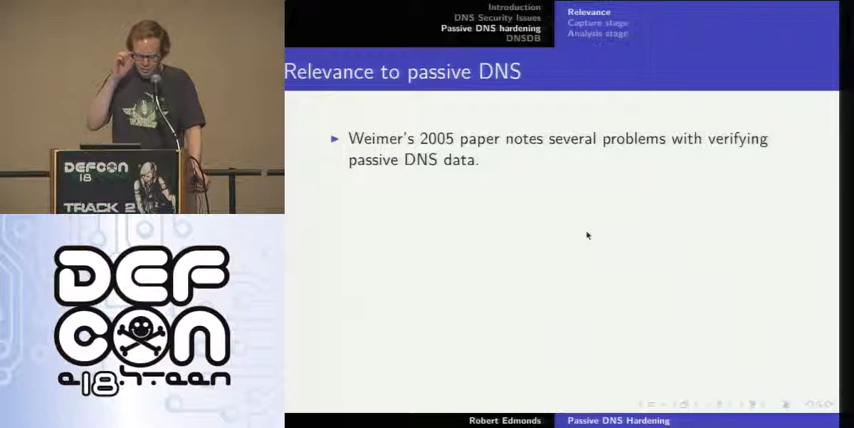 Introduction
DNS Security Issues
Passive DNS hardening
DNSDB
Relevance
Capture stage
Analysis stage
Relevance to passive DNS
Weimer's 2005 paper notes several problems with verifying
passive DNS data.
DEFCON
18
TRACK 2
DEF
CON
e.18.hteen
Robert Edmonds
Passive DNS Hardening